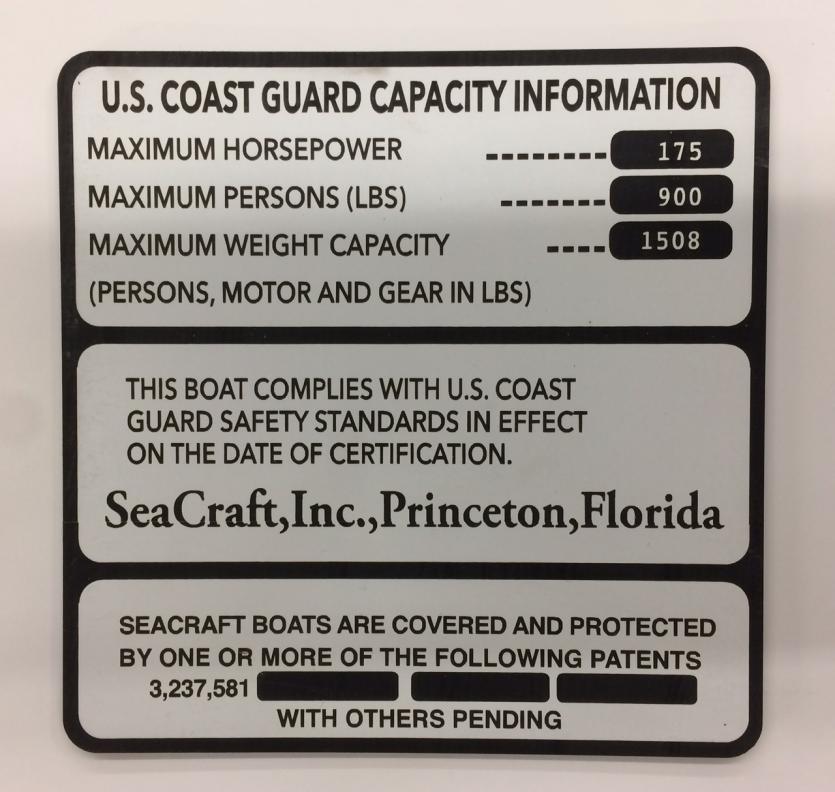 U.S. COAST GUARD CAPACITY INFORMATION
MAXIMUM HORSEPOWER -------- 175
MAXIMUM PERSONS (LBS) ------- 900
MAXIMUM WEIGHT CAPACITY ---- 1508
(PERSONS, MOTOR AND GEAR IN LBS)
THIS BOAT COMPLIES WITH U.S. COAST
GUARD SAFETY STANDARDS IN EFFECT
ON THE DATE OF CERTIFICATION.
SeaCraft,Inc.,Princeton,Florida
SEACRAFT BOATS ARE COVERED AND PROTECTED
BY ONE OR MORE OF THE FOLLOWING PATENTS
3,237,581
WITH OTHERS PENDING